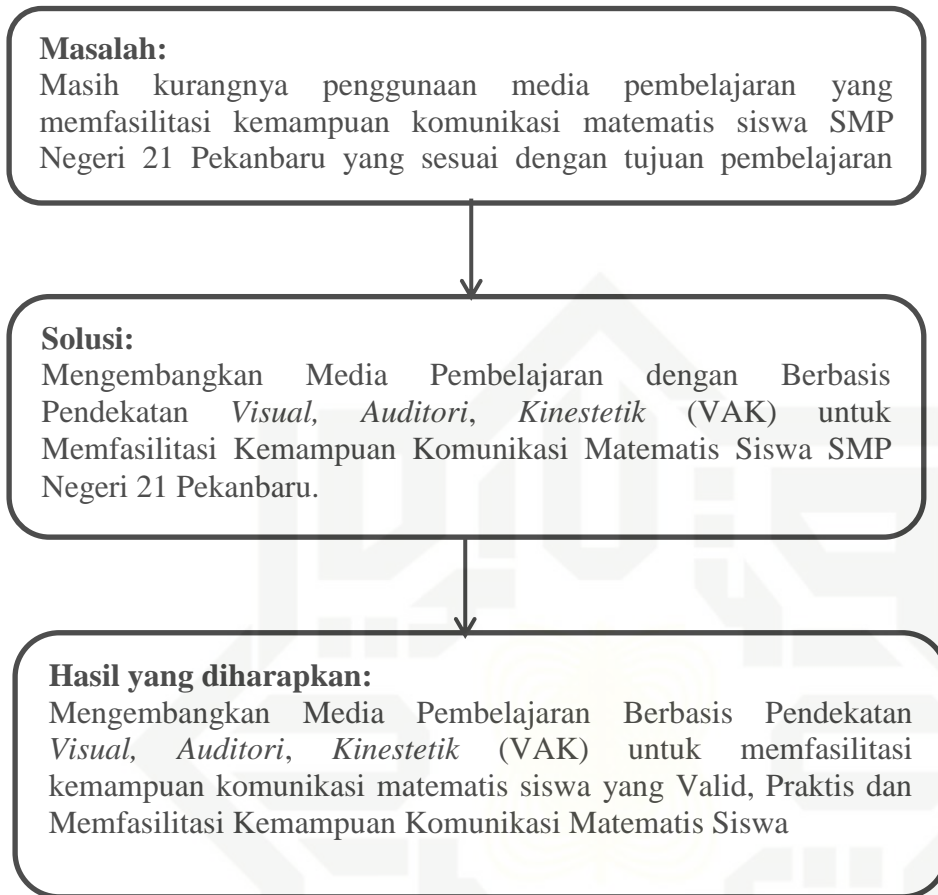 Masalah:
Masih kurangnya penggunaan media pembelajaran yang
memfasilitasi kemampuan komunikasi matematis siswa SMP
Negeri 21 Pekanbaru yang sesuai dengan tujuan pembelajaran
Solusi:
Mengembangkan Media Pembelajaran dengan Berbasis
Pendekatan Visual, Auditori, Kinestetik (VAK) untuk
Memfasilitasi Kemampuan Komunikasi Matematis Siswa SMP
Negeri 21 Pekanbaru.
Hasil yang diharapkan:
Mengembangkan Media Pembelajaran Berbasis Pendekatan
Visual, Auditori, Kinestetik (VAK) untuk memfasilitasi
kemampuan komunikasi matematis siswa yang Valid, Praktis dan
Memfasilitasi Kemampuan Komunikasi Matematis Siswa